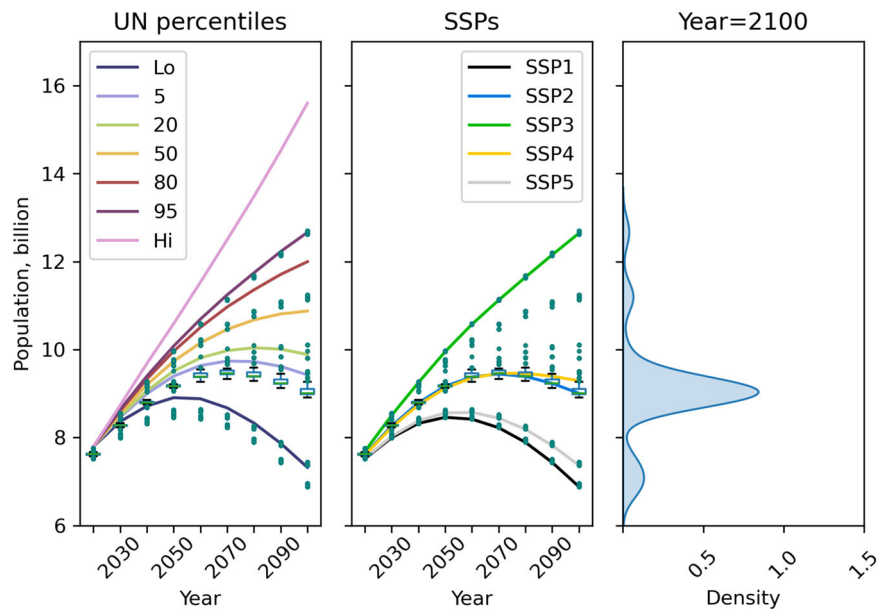 UN percentiles
SSPs
Year=2100
Population, billion
16
14
12
10
8
6
Lo
5
20
50
80
95
Hi
SSP1
SSP2
SSP3
SSP4
SSP5
2030
2050
2070
2090
Year
2030
2050
2070
2090
Year
0.5
1.0
1.5
Density